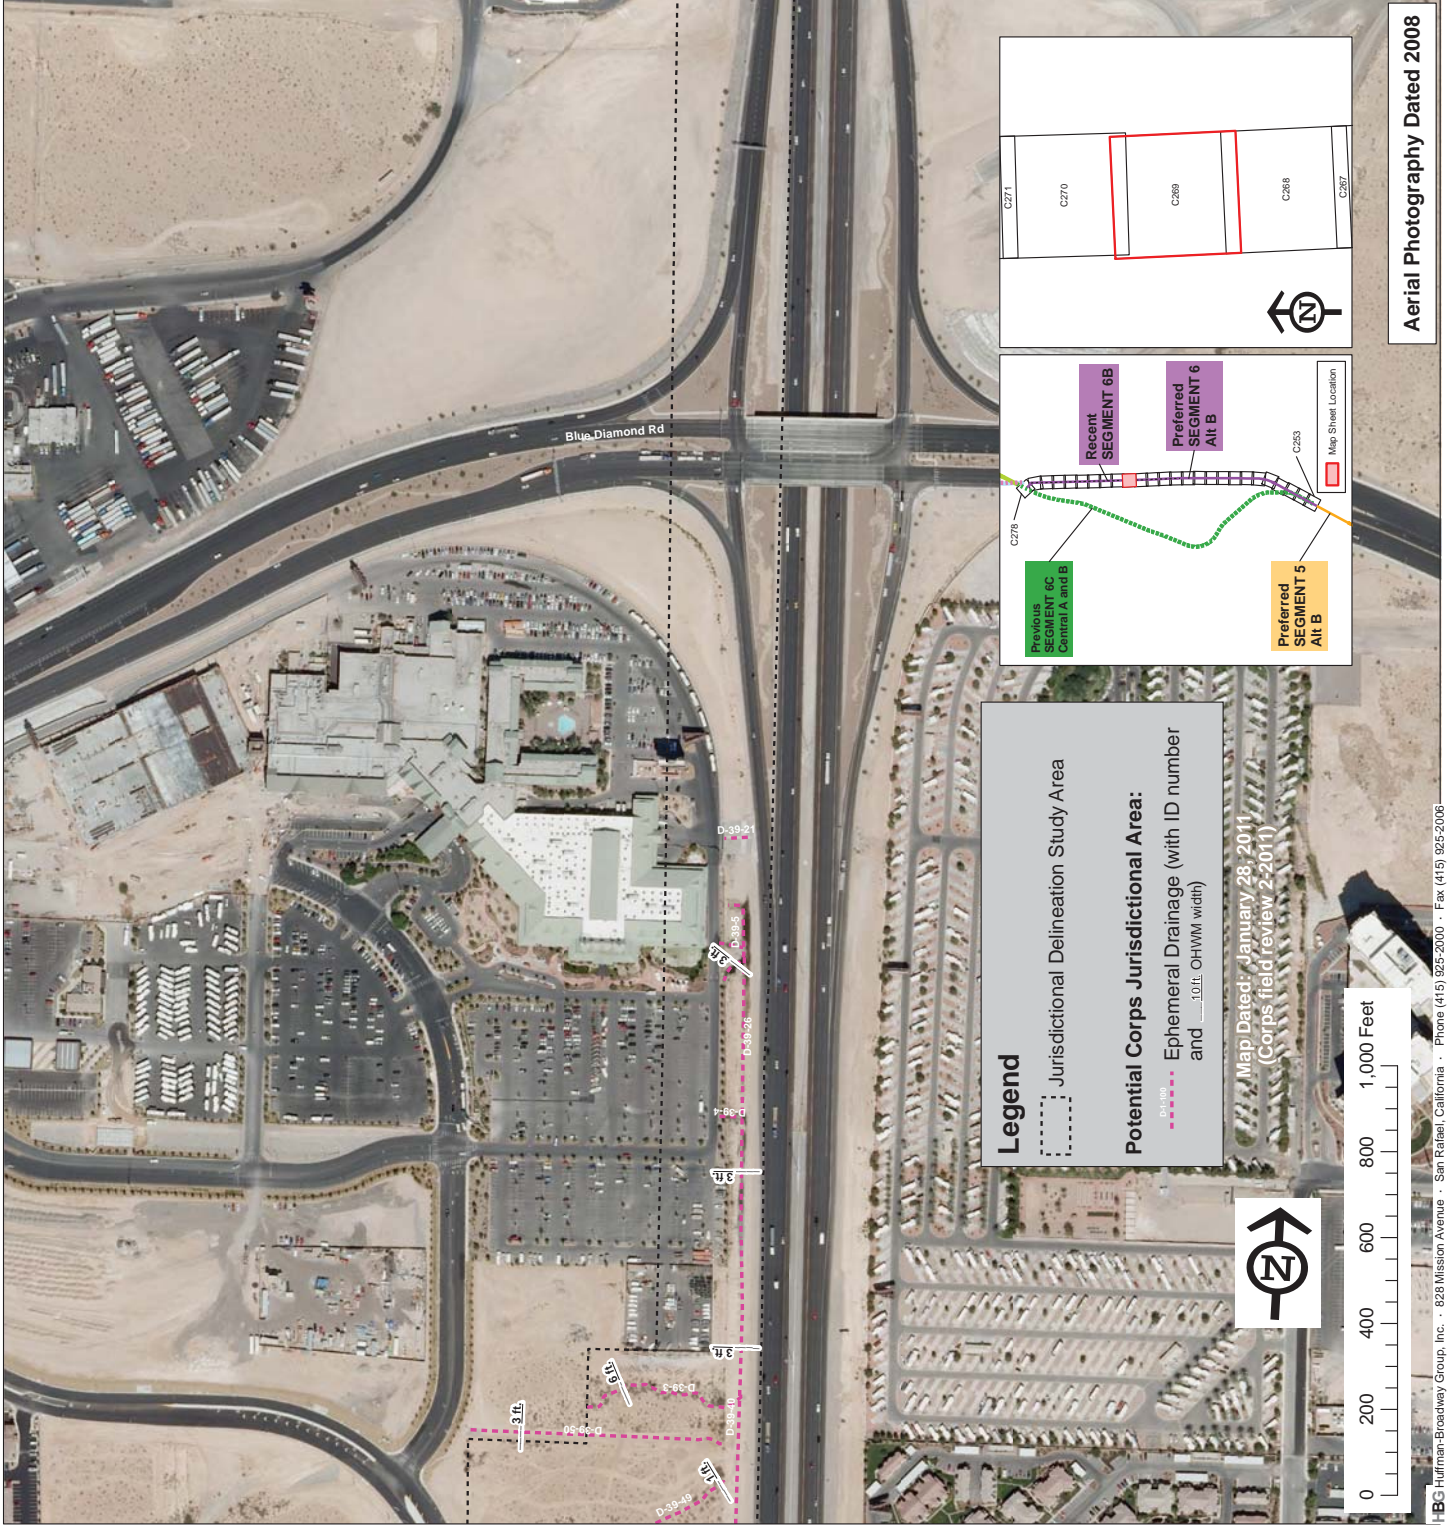 Blue Diamond Rd
D-39-21
D-39-5
3 ft.
D-39-26
D-39-4
3 ft.
3 ft.
6 ft.
D-39-3
D-39-40
3 ft.
D-39-50
1 ft.
D-39-49
Legend
Jurisdictional Delineation Study Area
Potential Corps Jurisdictional Area:
D-1-100
Ephemeral Drainage (with ID number
and 10 ft. OHWM width)
Map Dated: January 28, 2011
(Corps field review 2-2011)
N
0 200 400 600 800 1,000 Feet
C278
Previous
SEGMENT 6C
Central A and B
Recent
SEGMENT 6B
Preferred
SEGMENT 6
Alt B
C253
Preferred
SEGMENT 5
Alt B
Map Sheet Location
C271
C270
C269
C268
C267
N
Aerial Photography Dated 2008
HBG Huffman-Broadway Group, Inc. · 828 Mission Avenue · San Rafael, California · Phone (415) 925-2000 · Fax (415) 925-2006